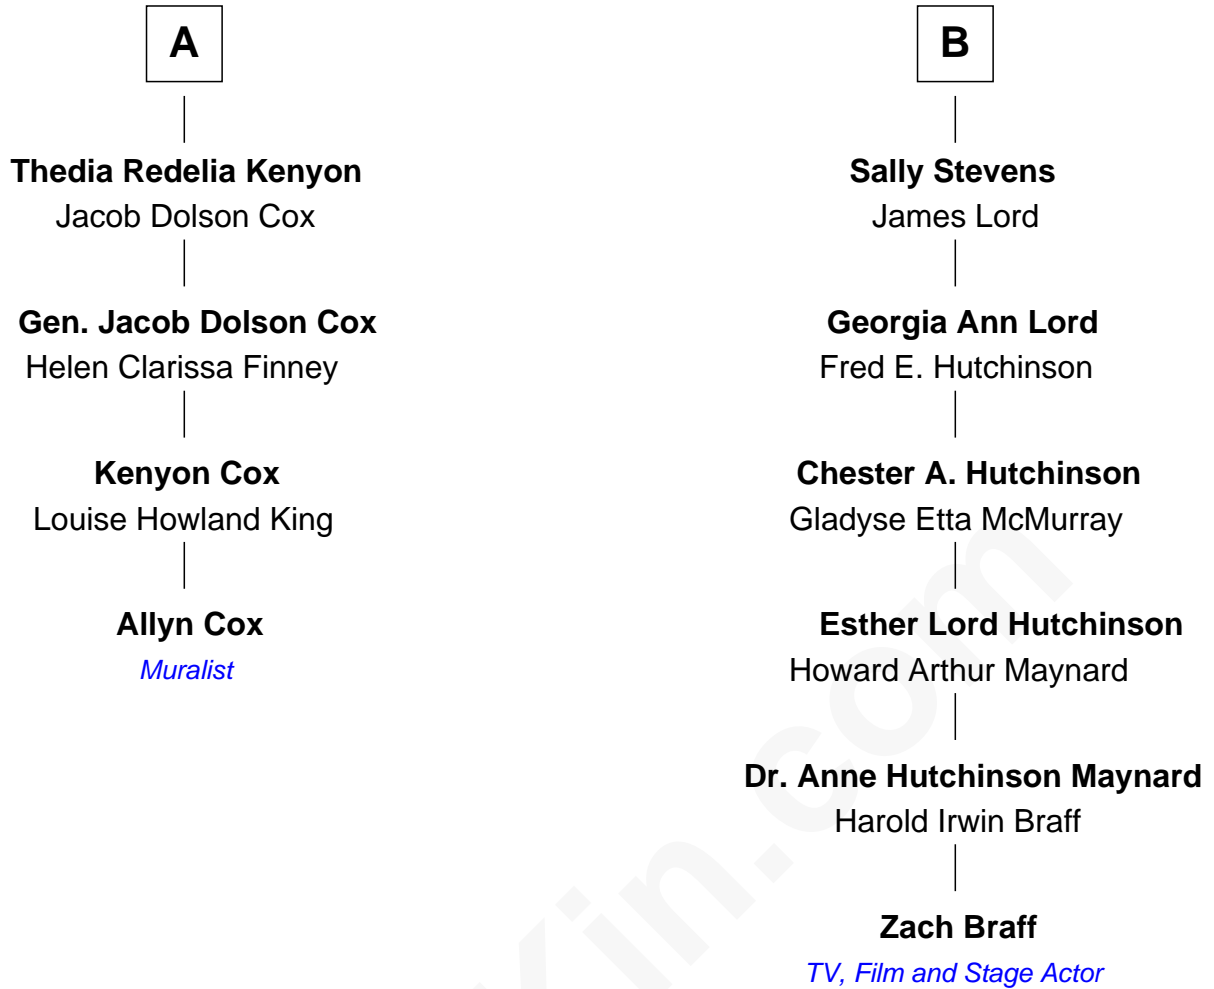 A
Thedia Redelia Kenyon
Jacob Dolson Cox
Gen. Jacob Dolson Cox
Helen Clarissa Finney
Kenyon Cox
Louise Howland King
Allyn Cox
Muralist
B
Sally Stevens
James Lord
Georgia Ann Lord
Fred E. Hutchinson
Chester A. Hutchinson
Gladyse Etta McMurray
Esther Lord Hutchinson
Howard Arthur Maynard
Dr. Anne Hutchinson Maynard
Harold Irwin Braff
Zach Braff
TV, Film and Stage Actor
Kin.com